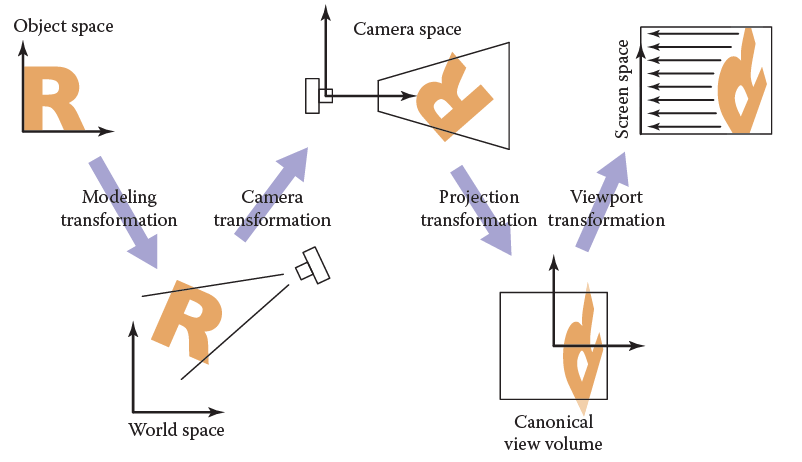 Object space
R
Modeling
transformation
World space
R
Camera
transformation
Camera space
R
Projection
transformation
Canonical
view volume
R
Viewport
transformation
Screen space
R